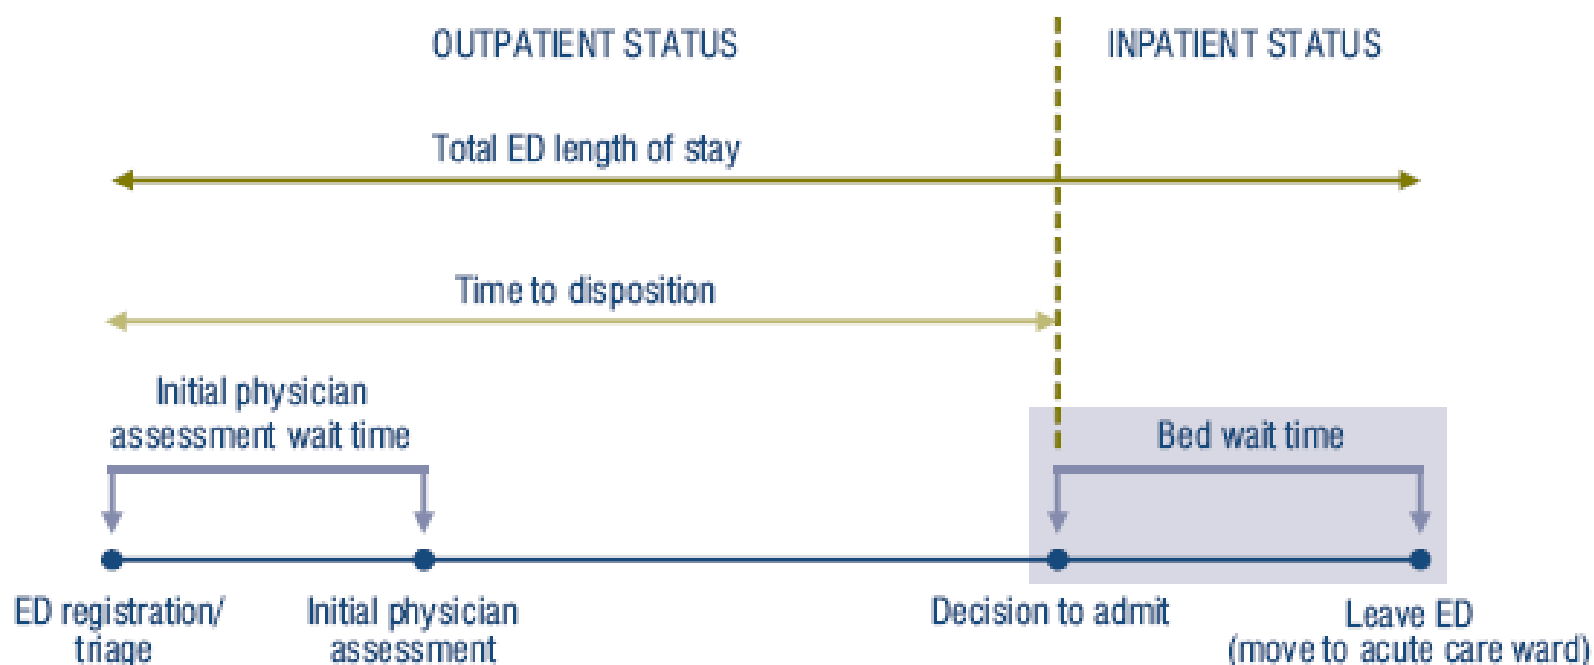 OUTPATIENT STATUS
INPATIENT STATUS
Total ED length of stay
Time to disposition
Initial physician
assessment wait time
Bed wait time
ED registration/
triage
Initial physician
assessment
Decision to admit
Leave ED
(move to acute care ward)